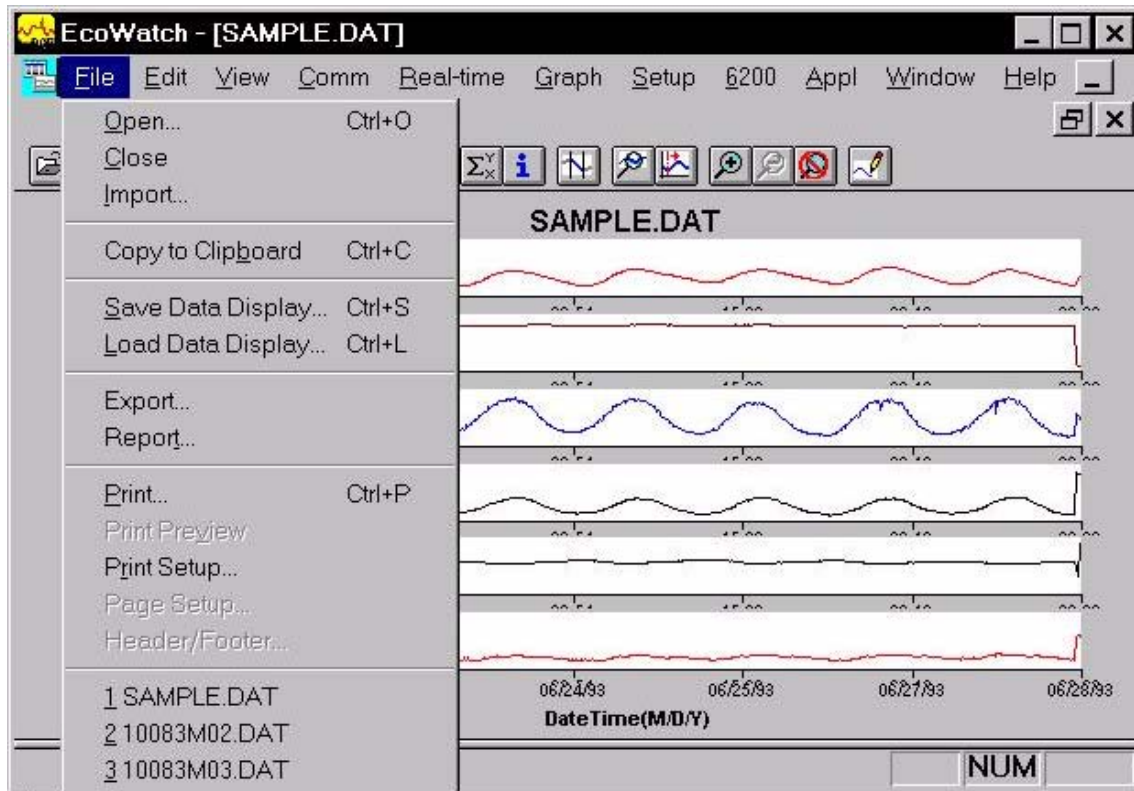 EcoWatch - [SAMPLE.DAT]
File Edit View Comm Real-time Graph Setup 6200 Appl Window Help
Open... Ctrl+O
Close
Import...
Copy to Clipboard Ctrl+C
Save Data Display... Ctrl+S
Load Data Display... Ctrl+L
Export...
Report...
Print... Ctrl+P
Print Preview
Print Setup...
Page Setup...
Header/Footer...
1 SAMPLE.DAT
2 10083M02.DAT
3 10083M03.DAT
SAMPLE.DAT
06/24/93 06/25/93 06/27/93 06/28/93
DateTime(M/D/Y)
NUM